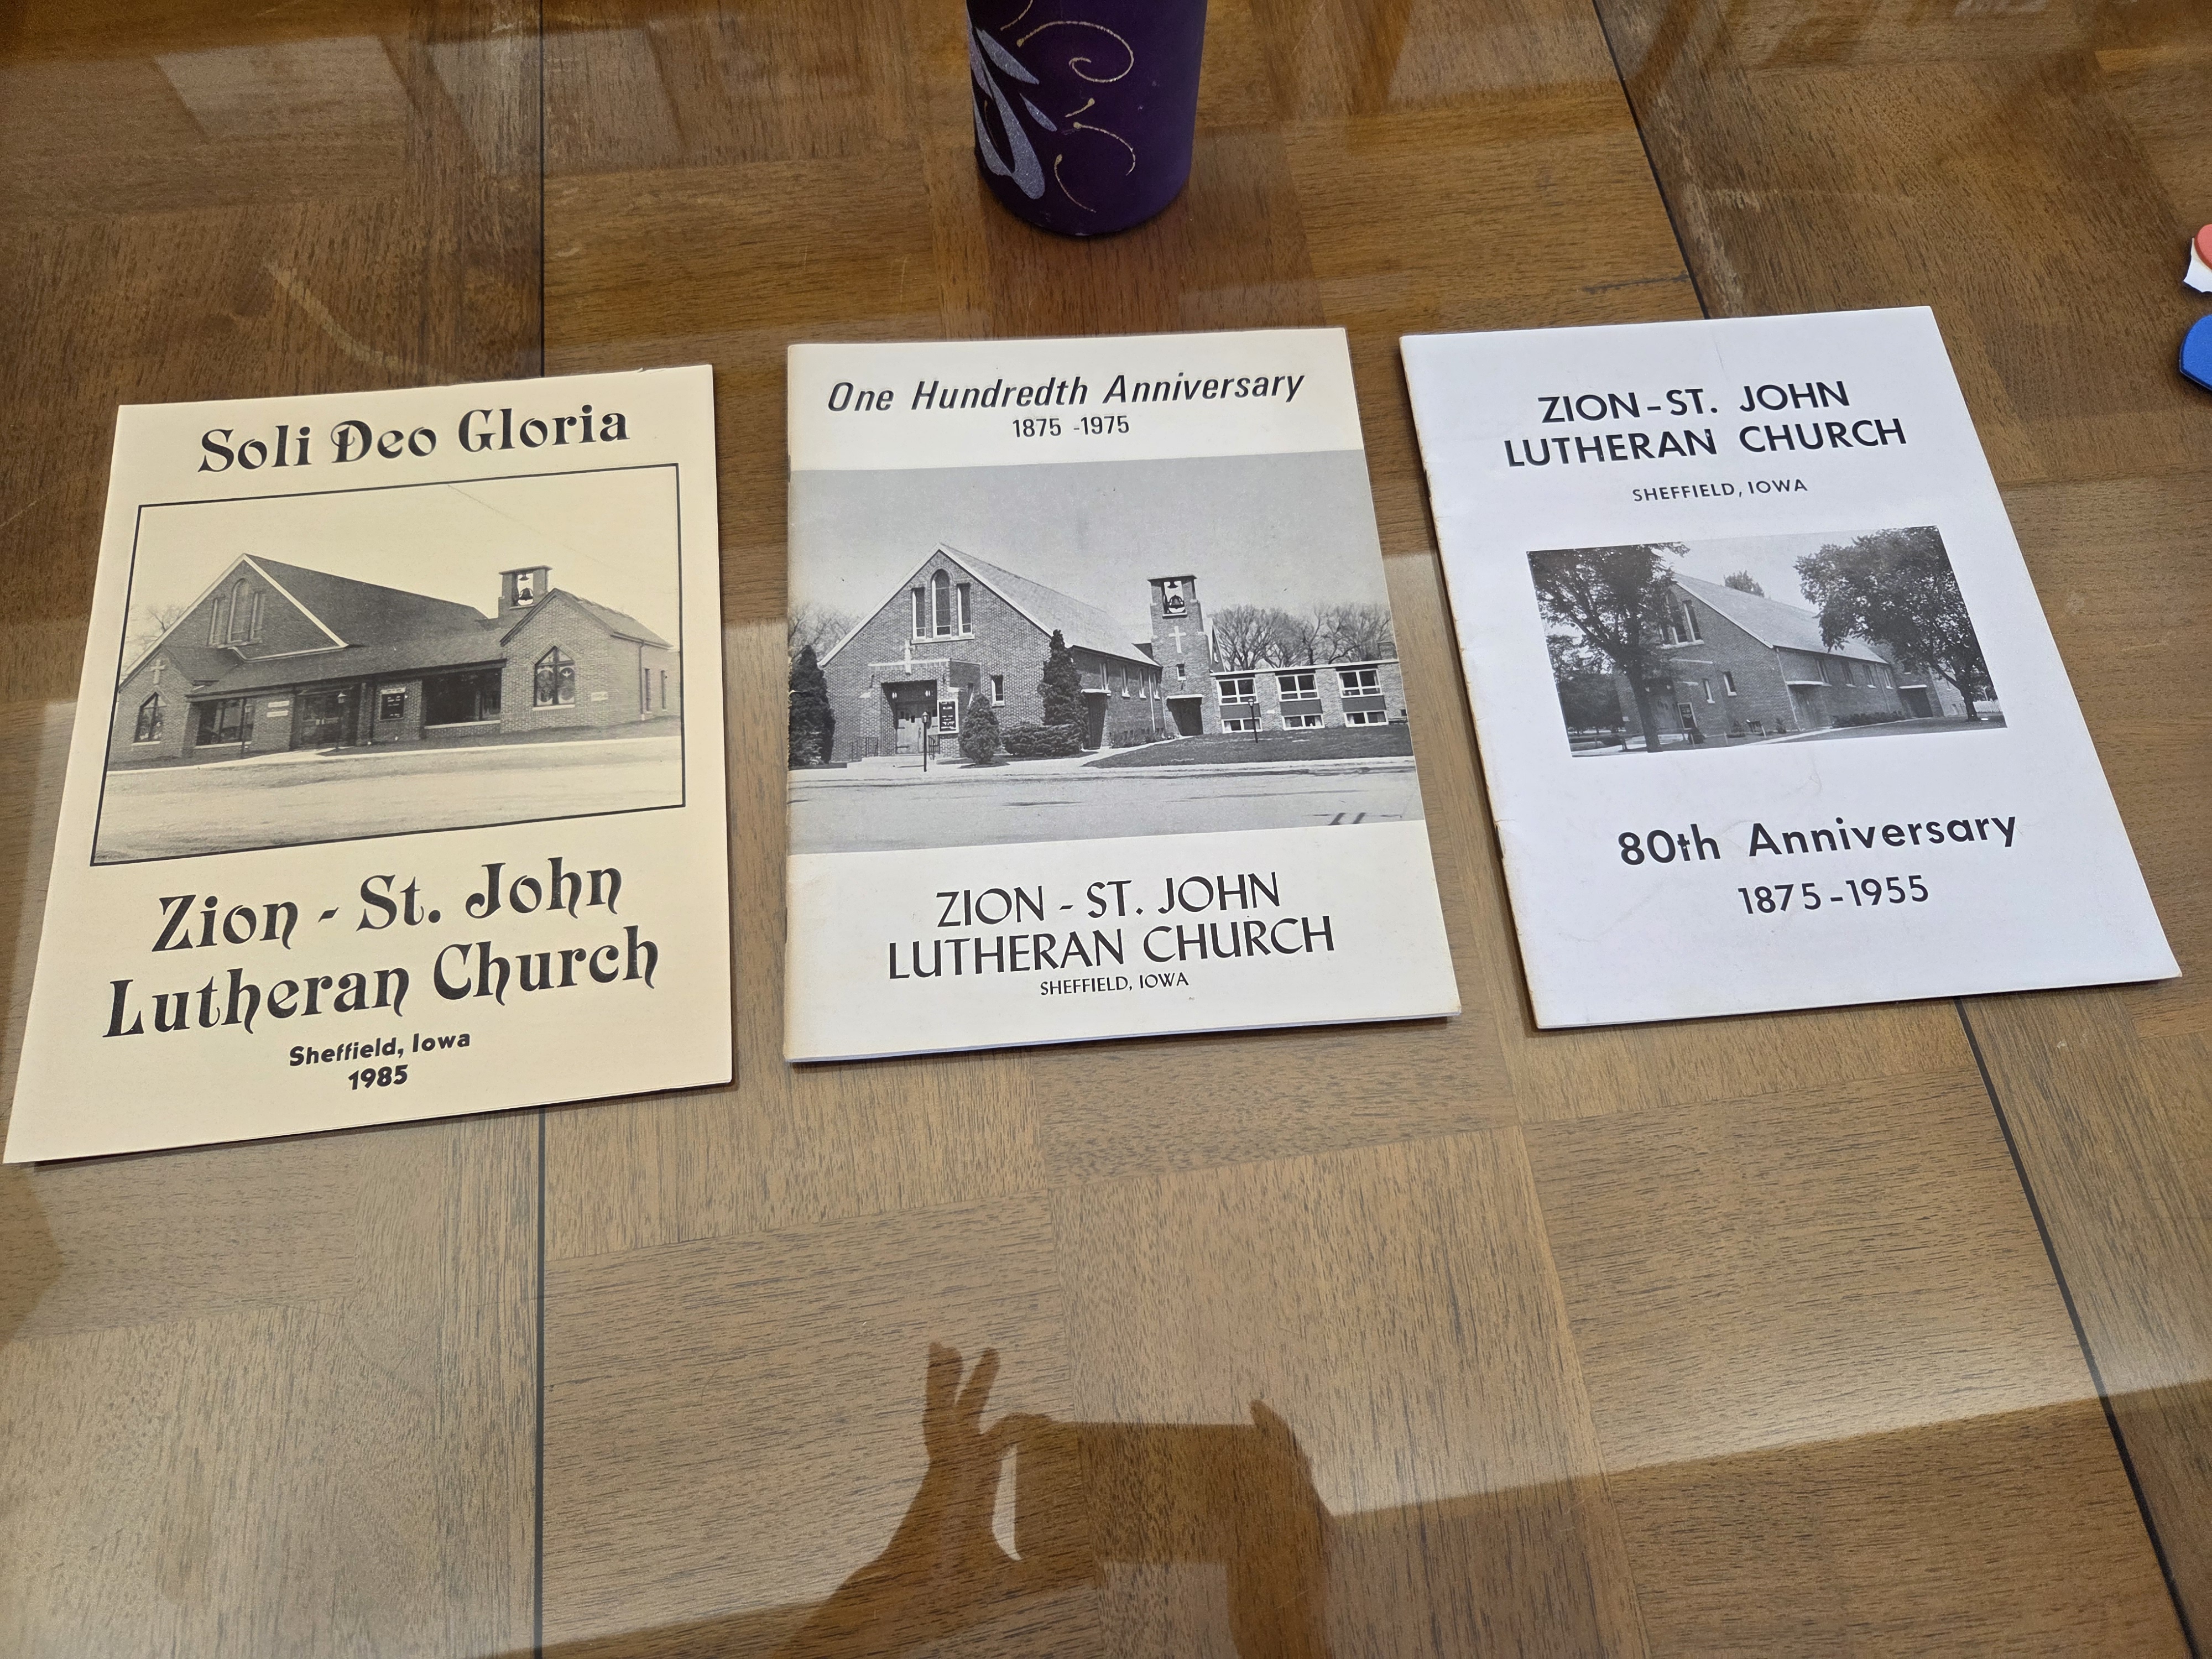 Soli Deo Gloria
Zion - St. John
Lutheran Church
Sheffield, Iowa
1985
One Hundredth Anniversary
1875 -1975
ZION - ST. JOHN
LUTHERAN CHURCH
SHEFFIELD, IOWA
ZION-ST. JOHN
LUTHERAN CHURCH
SHEFFIELD, IOWA
80th Anniversary
1875-1955